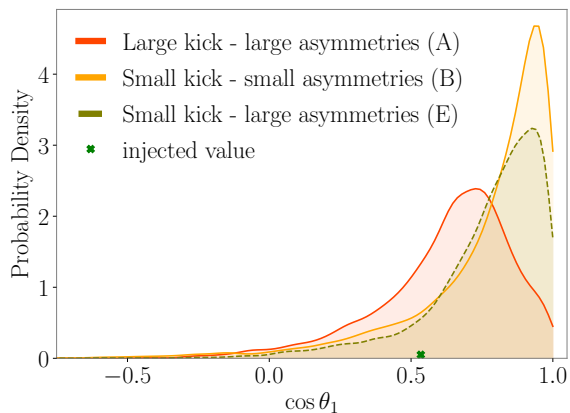 Large kick - large asymmetries (A)
Small kick - small asymmetries (B)
Small kick - large asymmetries (E)
injected value
Probability Density
4
3
2
1
0
−0.5
0.0
0.5
1.0
cos θ₁